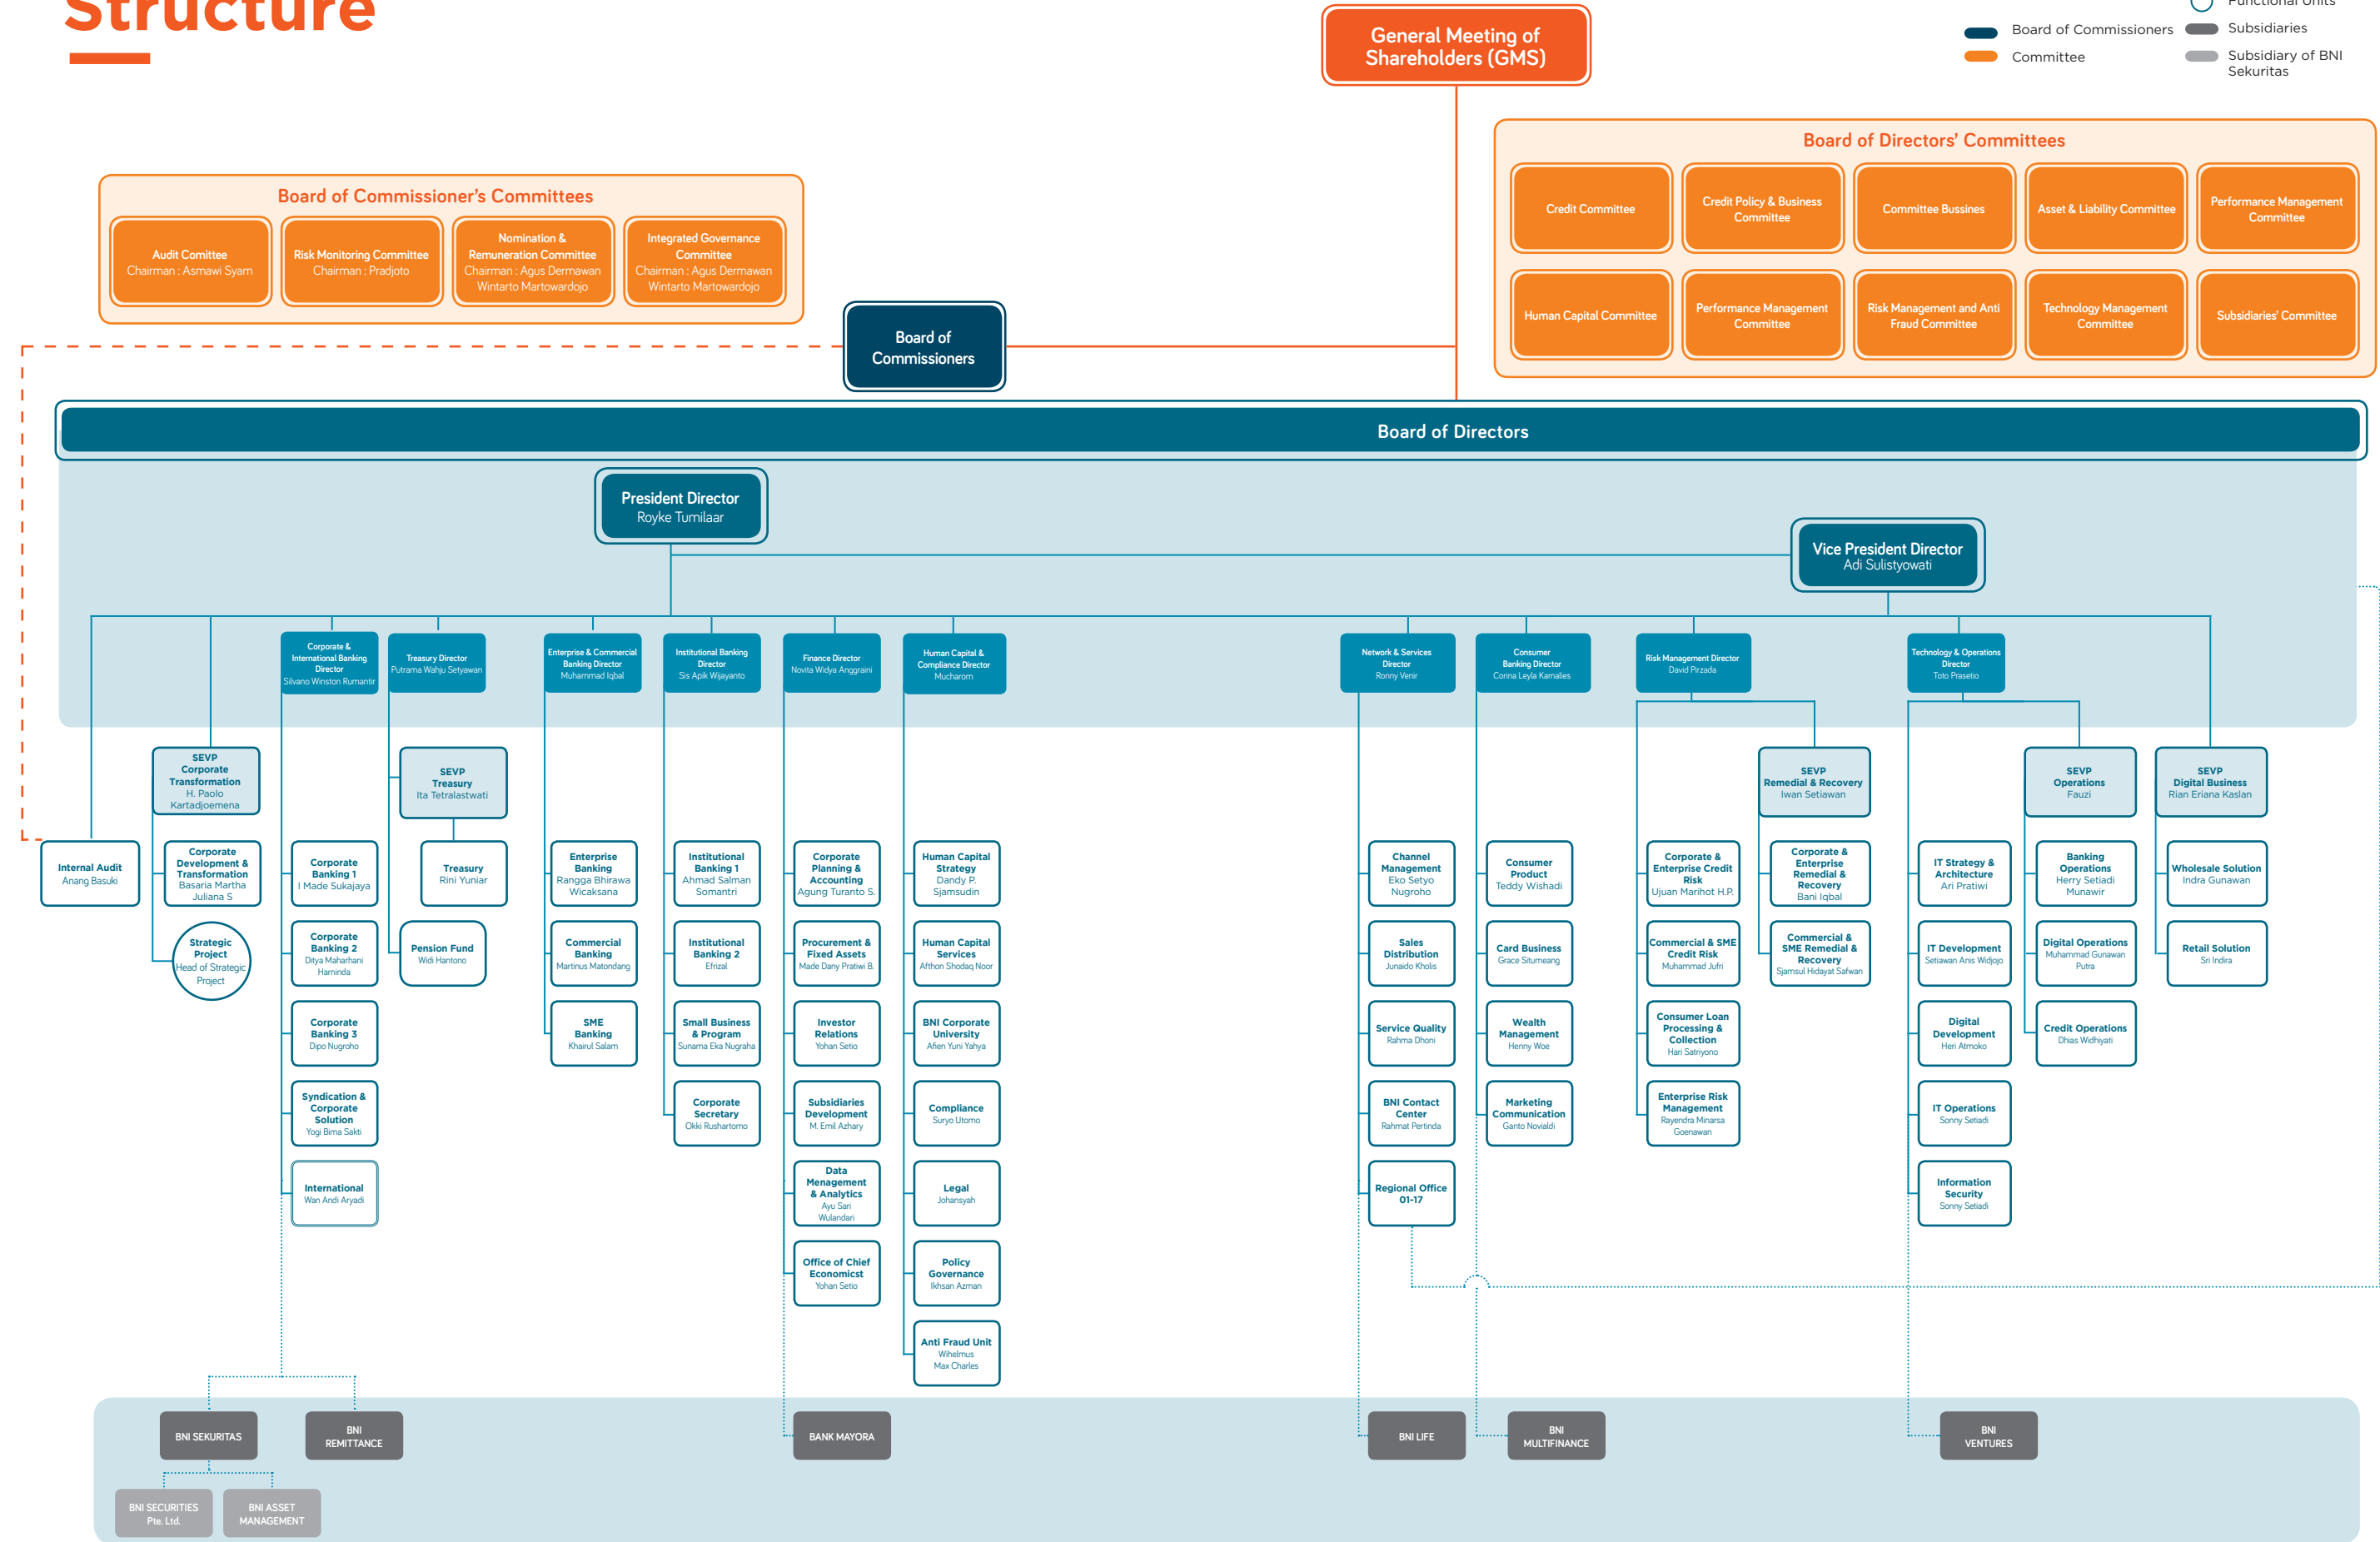 Structure
General Meeting of
Shareholders (GMS)
Functional Units
Board of Commissioners
Subsidiaries
Committee
Subsidiary of BNI
Sekuritas
Board of Commissioner's Committees
Audit Comittee
Chairman : Asmawi Syam
Risk Monitoring Committee
Chairman : Pradjoto
Nomination &
Remuneration Committee
Chairman : Agus Dermawan
Wintarto Martowardojo
Integrated Governance
Committee
Chairman : Agus Dermawan
Wintarto Martowardojo
Board of Directors' Committees
Credit Committee
Credit Policy & Business
Committee
Committee Bussines
Asset & Liability Committee
Performance Management
Committee
Human Capital Committee
Performance Management
Committee
Risk Management and Anti
Fraud Committee
Technology Management
Committee
Subsidiaries' Committee
Board of
Commissioners
Board of Directors
President Director
Royke Tumilaar
Vice President Director
Adi Sulistyowati
Corporate &
International Banking
Director
Silvano Winston Rumantir
Treasury Director
Putrama Wahju Setyawan
Enterprise & Commercial
Banking Director
Muhammad Iqbal
Institutional Banking
Director
Sis Apik Wijayanto
Finance Director
Novita Widya Anggraini
Human Capital &
Compliance Director
Mucharom
Network & Services
Director
Ronny Venir
Consumer
Banking Director
Corina Leyla Karnalies
Risk Management Director
David Pirzada
Technology & Operations
Director
Toto Prasetio
SEVP
Corporate
Transformation
H. Paolo
Kartadjoemena
SEVP
Treasury
Ita Tetralastwati
SEVP
Remedial & Recovery
Iwan Setiawan
SEVP
Operations
Fauzi
SEVP
Digital Business
Rian Eriana Kaslan
Internal Audit
Anang Basuki
Corporate
Development &
Transformation
Basaria Martha
Juliana S
Strategic
Project
Head of Strategic
Project
Corporate
Banking 1
I Made Sukajaya
Corporate
Banking 2
Ditya Maharhani
Harninda
Corporate
Banking 3
Dipo Nugroho
Syndication &
Corporate
Solution
Yogi Bima Sakti
International
Wan Andi Aryadi
Treasury
Rini Yuniar
Pension Fund
Widi Hantono
Enterprise
Banking
Rangga Bhirawa
Wicaksana
Commercial
Banking
Martinus Matondang
SME
Banking
Khairul Salam
Institutional
Banking 1
Ahmad Salman
Somantri
Institutional
Banking 2
Efrizal
Small Business
& Program
Sunarna Eka Nugraha
Corporate
Secretary
Okki Rushartomo
Corporate
Planning &
Accounting
Agung Turanto S.
Procurement &
Fixed Assets
Made Dany Pratiwi B.
Investor
Relations
Yohan Setio
Subsidiaries
Development
M. Emil Azhary
Data
Menagement
& Analytics
Ayu Sari
Wulandari
Office of Chief
Economicst
Yohan Setio
Human Capital
Strategy
Dandy P.
Sjamsudin
Human Capital
Services
Afthon Shodaq Noor
BNI Corporate
University
Afien Yuni Yahya
Compliance
Suryo Utomo
Legal
Johansyah
Policy
Governance
Ikhsan Azman
Anti Fraud Unit
Wihelmus
Max Charles
Channel
Management
Eko Setyo
Nugroho
Sales
Distribution
Junaido Kholis
Service Quality
Rahma Dhoni
BNI Contact
Center
Rahmat Pertinda
Regional Office
01-17
Consumer
Product
Teddy Wishadi
Card Business
Grace Situmeang
Wealth
Management
Henny Woe
Marketing
Communication
Ganto Novialdi
Corporate &
Enterprise Credit
Risk
Ujuan Marihot H.P.
Commercial & SME
Credit Risk
Muhammad Jufri
Consumer Loan
Processing &
Collection
Hari Satriyono
Enterprise Risk
Management
Rayendra Minarsa
Goenawan
Corporate &
Enterprise
Remedial &
Recovery
Bani Iqbal
Commercial &
SME Remedial &
Recovery
Sjamsul Hidayat Safwan
IT Strategy &
Architecture
Ari Pratiwi
IT Development
Setiawan Anis Widjojo
Digital
Development
Heri Atmoko
IT Operations
Sonny Setiadi
Information
Security
Sonny Setiadi
Banking
Operations
Herry Setiadi
Munawir
Digital Operations
Muhammad Gunawan
Putra
Credit Operations
Dhias Widhiyati
Wholesale Solution
Indra Gunawan
Retail Solution
Sri Indira
BNI SEKURITAS
BNI
REMITTANCE
BANK MAYORA
BNI LIFE
BNI
MULTIFINANCE
BNI
VENTURES
BNI SECURITIES
Pte. Ltd.
BNI ASSET
MANAGEMENT